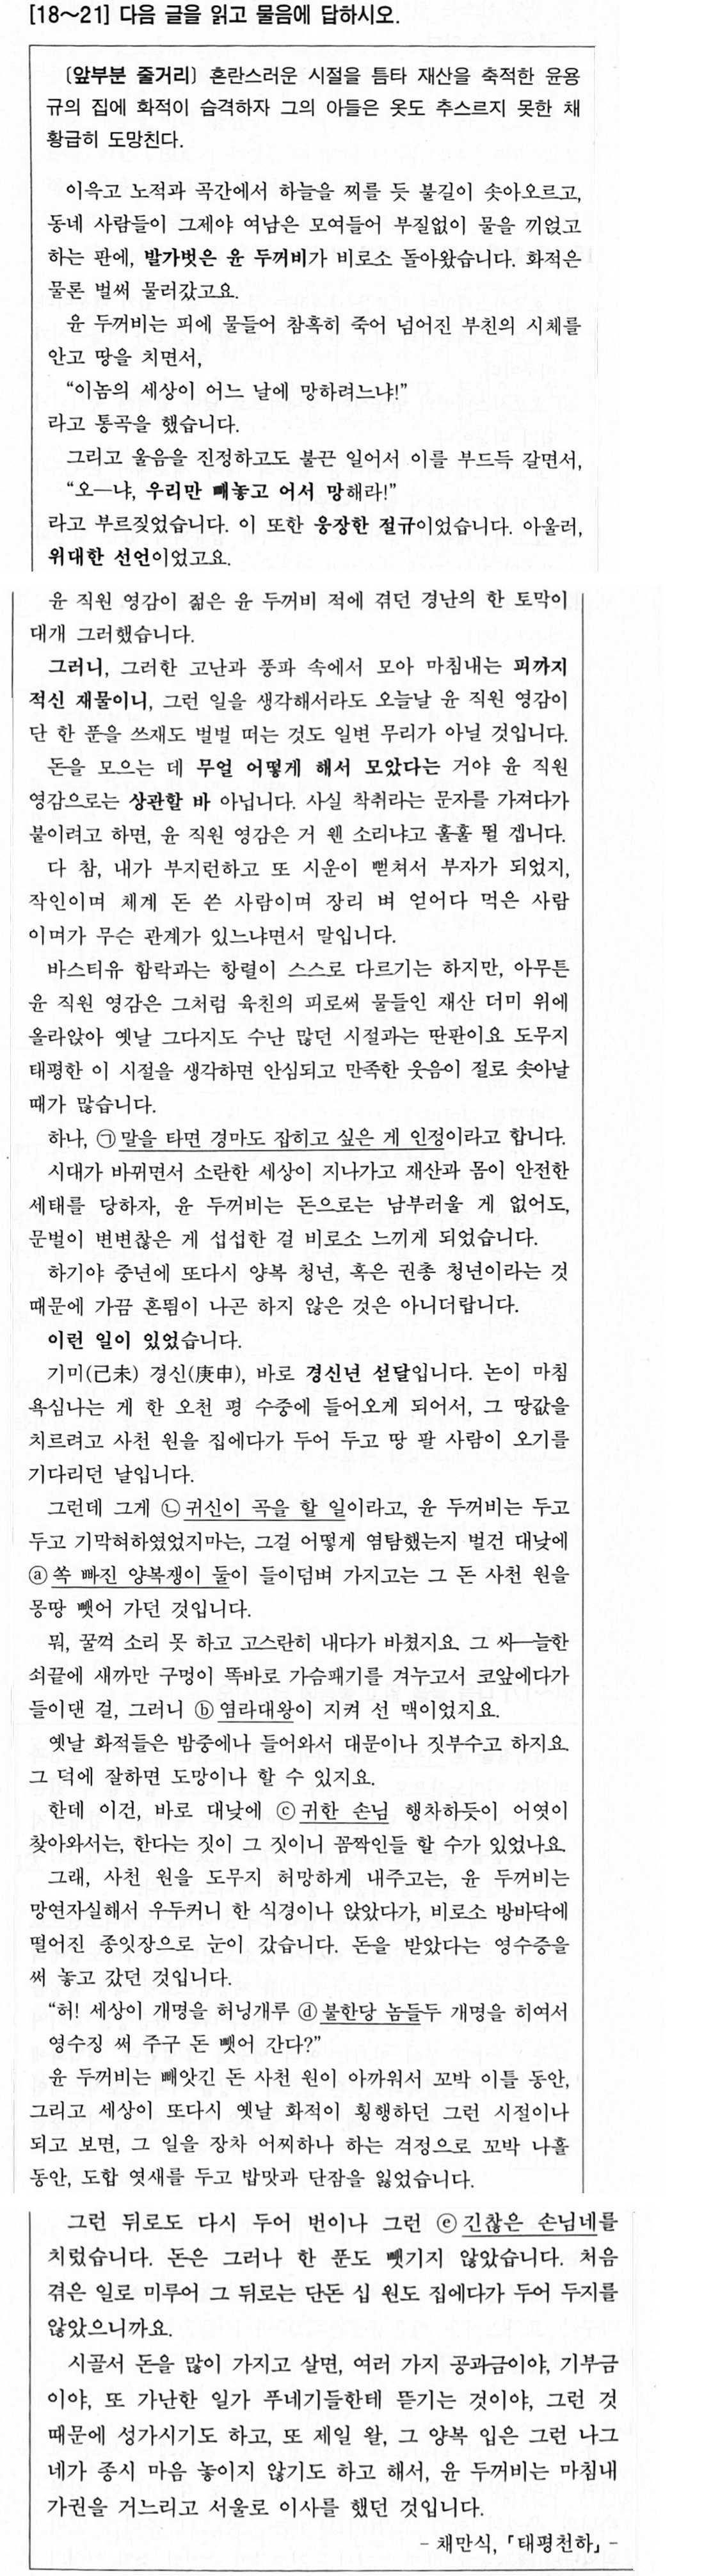 [18～21] 다음 글을 읽고 물음에 답하시오.
〔앞부분 줄거리〕 혼란스러운 시절을 틈타 재산을 축적한 윤용
규의 집에 화적이 습격하자 그의 아들은 옷도 추스르지 못한 채
황급히 도망친다.
이윽고 노적과 곡간에서 하늘을 찌를 듯 불길이 솟아오르고,
동네 사람들이 그제야 여남은 모여들어 부질없이 물을 끼얹고
하는 판에, 발가벗은 윤 두꺼비가 비로소 돌아왔습니다. 화적은
물론 벌써 물러갔고요.
윤 두꺼비는 피에 물들어 참혹히 죽어 넘어진 부친의 시체를
안고 땅을 치면서,
“이놈의 세상이 어느 날에 망하려느냐!”
라고 통곡을 했습니다.
그리고 울음을 진정하고도 불끈 일어서 이를 부드득 갈면서,
“오―냐, 우리만 빼놓고 어서 망해라!”
라고 부르짖었습니다. 이 또한 웅장한 절규이었습니다. 아울러,
위대한 선언이었고요.
윤 직원 영감이 젊은 윤 두꺼비 적에 겪던 경난의 한 토막이
대개 그러했습니다.
그러니, 그러한 고난과 풍파 속에서 모아 마침내는 피까지
적신 재물이니, 그런 일을 생각해서라도 오늘날 윤 직원 영감이
단 한 푼을 쓰재도 벌벌 떠는 것도 일변 무리가 아닐 것입니다.
돈을 모으는 데 무얼 어떻게 해서 모았다는 거야 윤 직원
영감으로는 상관할 바 아닙니다. 사실 착취라는 문자를 가져다가
붙이려고 하면, 윤 직원 영감은 거 웬 소리냐고 훌훌 뛸 겝니다.
다 참, 내가 부지런하고 또 시운이 뻗쳐서 부자가 되었지,
작인이며 체계 돈 쓴 사람이며 장리 벼 얻어다 먹은 사람
이며가 무슨 관계가 있느냐면서 말입니다.
바스티유 함락과는 항렬이 스스로 다르기는 하지만, 아무튼
윤 직원 영감은 그처럼 육친의 피로써 물들인 재산 더미 위에
올라앉아 옛날 그다지도 수난 많던 시절과는 딴판이요 도무지
태평한 이 시절을 생각하면 안심되고 만족한 웃음이 절로 솟아날
때가 많습니다.
하나, ㉠말을 타면 경마도 잡히고 싶은 게 인정이라고 합니다.
시대가 바뀌면서 소란한 세상이 지나가고 재산과 몸이 안전한
세태를 당하자, 윤 두꺼비는 돈으로는 남부러울 게 없어도,
문벌이 변변찮은 게 섭섭한 걸 비로소 느끼게 되었습니다.
하기야 중년에 또다시 양복 청년, 혹은 권총 청년이라는 것
때문에 가끔 혼띔이 나곤 하지 않은 것은 아니더랍니다.
이런 일이 있었습니다.
기미(己未) 경신(庚申), 바로 경신년 섣달입니다. 논이 마침
욕심나는 게 한 오천 평 수중에 들어오게 되어서, 그 땅값을
치르려고 사천 원을 집에다가 두어 두고 땅 팔 사람이 오기를
기다리던 날입니다.
그런데 그게 ㉡귀신이 곡을 할 일이라고, 윤 두꺼비는 두고
두고 기막혀하였었지마는, 그걸 어떻게 염탐했는지 벌건 대낮에
ⓐ쏙 빠진 양복쟁이 둘이 들이덤벼 가지고는 그 돈 사천 원을
몽땅 뺏어 가던 것입니다.
뭐, 꿀꺽 소리 못 하고 고스란히 내다가 바쳤지요. 그 싸―늘한
쇠끝에 새까만 구멍이 똑바로 가슴패기를 겨누고서 코앞에다가
들이댄 걸, 그러니 ⓑ염라대왕이 지켜 선 맥이었지요.
옛날 화적들은 밤중에나 들어와서 대문이나 짓부수고 하지요.
그 덕에 잘하면 도망이나 할 수 있지요.
한데 이건, 바로 대낮에 ⓒ귀한 손님 행차하듯이 어엿이
찾아와서는, 한다는 짓이 그 짓이니 꼼짝인들 할 수가 있었나요.
그래, 사천 원을 도무지 허망하게 내주고는, 윤 두꺼비는
망연자실해서 우두커니 한 식경이나 앉았다가, 비로소 방바닥에
떨어진 종잇장으로 눈이 갔습니다. 돈을 받았다는 영수증을
써 놓고 갔던 것입니다.
“허! 세상이 개명을 허닝개루 ⓓ불한당 놈들두 개명을 히여서
영수징 써 주구 돈 뺏어 간다?”
윤 두꺼비는 빼앗긴 돈 사천 원이 아까워서 꼬박 이틀 동안,
그리고 세상이 또다시 옛날 화적이 횡행하던 그런 시절이나
되고 보면, 그 일을 장차 어찌하나 하는 걱정으로 꼬박 나흘
동안, 도합 엿새를 두고 밥맛과 단잠을 잃었습니다.
그런 뒤로도 다시 두어 번이나 그런 ⓔ긴찮은 손님네를
치렀습니다. 돈은 그러나 한 푼도 뺏기지 않았습니다. 처음
겪은 일로 미루어 그 뒤로는 단돈 십 원도 집에다가 두어 두지를
않았으니까요.
시골서 돈을 많이 가지고 살면, 여러 가지 공과금이야, 기부금
이야, 또 가난한 일가 푸네기들한테 뜯기는 것이야, 그런 것
때문에 성가시기도 하고, 또 제일 왈, 그 양복 입은 그런 나그
네가 종시 마음 놓이지 않기도 하고 해서, 윤 두꺼비는 마침내
가권을 거느리고 서울로 이사를 했던 것입니다.
- 채만식, 「태평천하」 -